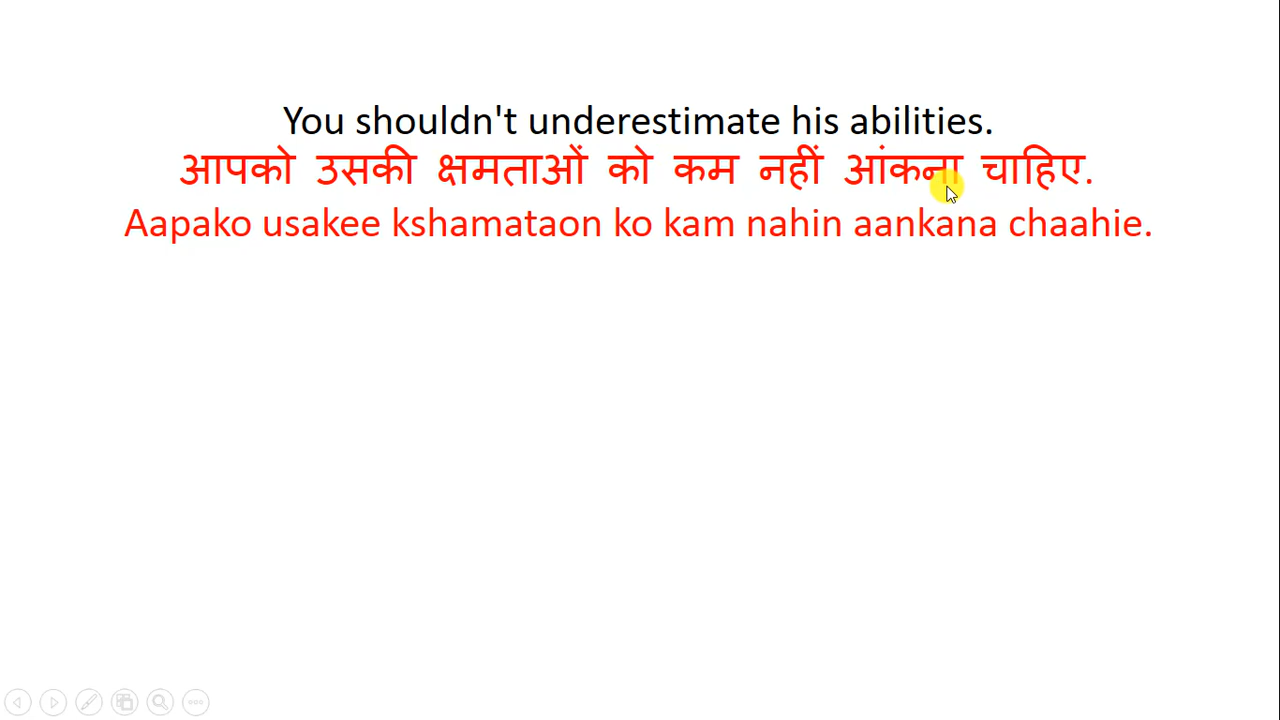 You shouldn't underestimate his abilities.
आपको उसकी क्षमताओं को कम नहीं आंकना चाहिए.
Aapako usakee kshamataon ko kam nahin aankana chaahie.